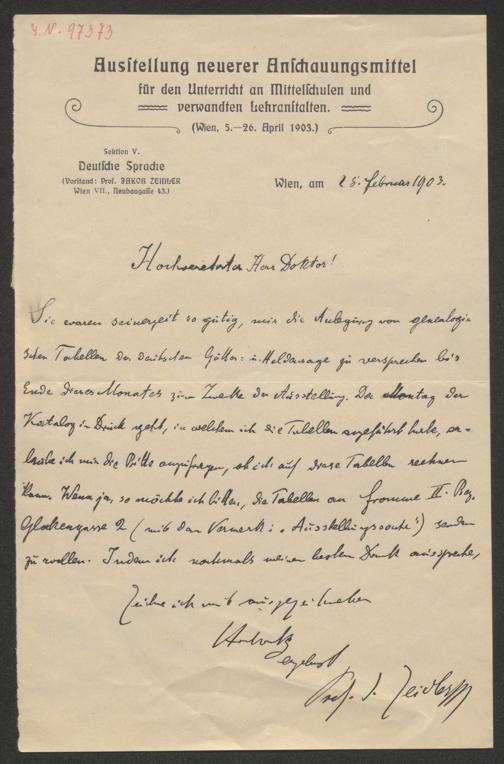 J. N. 97373
Ausstellung neuerer Anschauungsmittel
für den Unterricht an Mittelschulen und
verwandten Lehranstalten.
(Wien, 5.–26. April 1903.)
Sektion V.
Deutsche Sprache
(Vorstand: Prof. JAKOB ZEIDLER
Wien VII., Neubaugasse 43.)
Wien, am 25. Februar 1903.
Hochverehrter Herr Doktor!
Sie waren seinerzeit so gütig, mir die Anlegung von genealogi-
schen Tabellen der deutschen Götter- u. Heldensage zu versprechen bis
Ende dieses Monates zum Zwecke der Ausstellung. Da Montag der
Katalog in Druck geht, in welchem ich die Tabellen angeführt habe, er-
laube ich mir die Bitte anzufragen, ob ich auf diese Tabellen rechnen
kann. Wenn ja, so möchte ich bitten, die Tabellen an Fromme II. Bez.
Glockengasse 2 (mit dem Vermerk: „Ausstellungsbote") senden
zu wollen. Indem ich nochmals meinen besten Dank ausspreche,
zeichne ich mit ausgezeichneter
Hochachtg
ergebenst
Prof. J. Zeidler